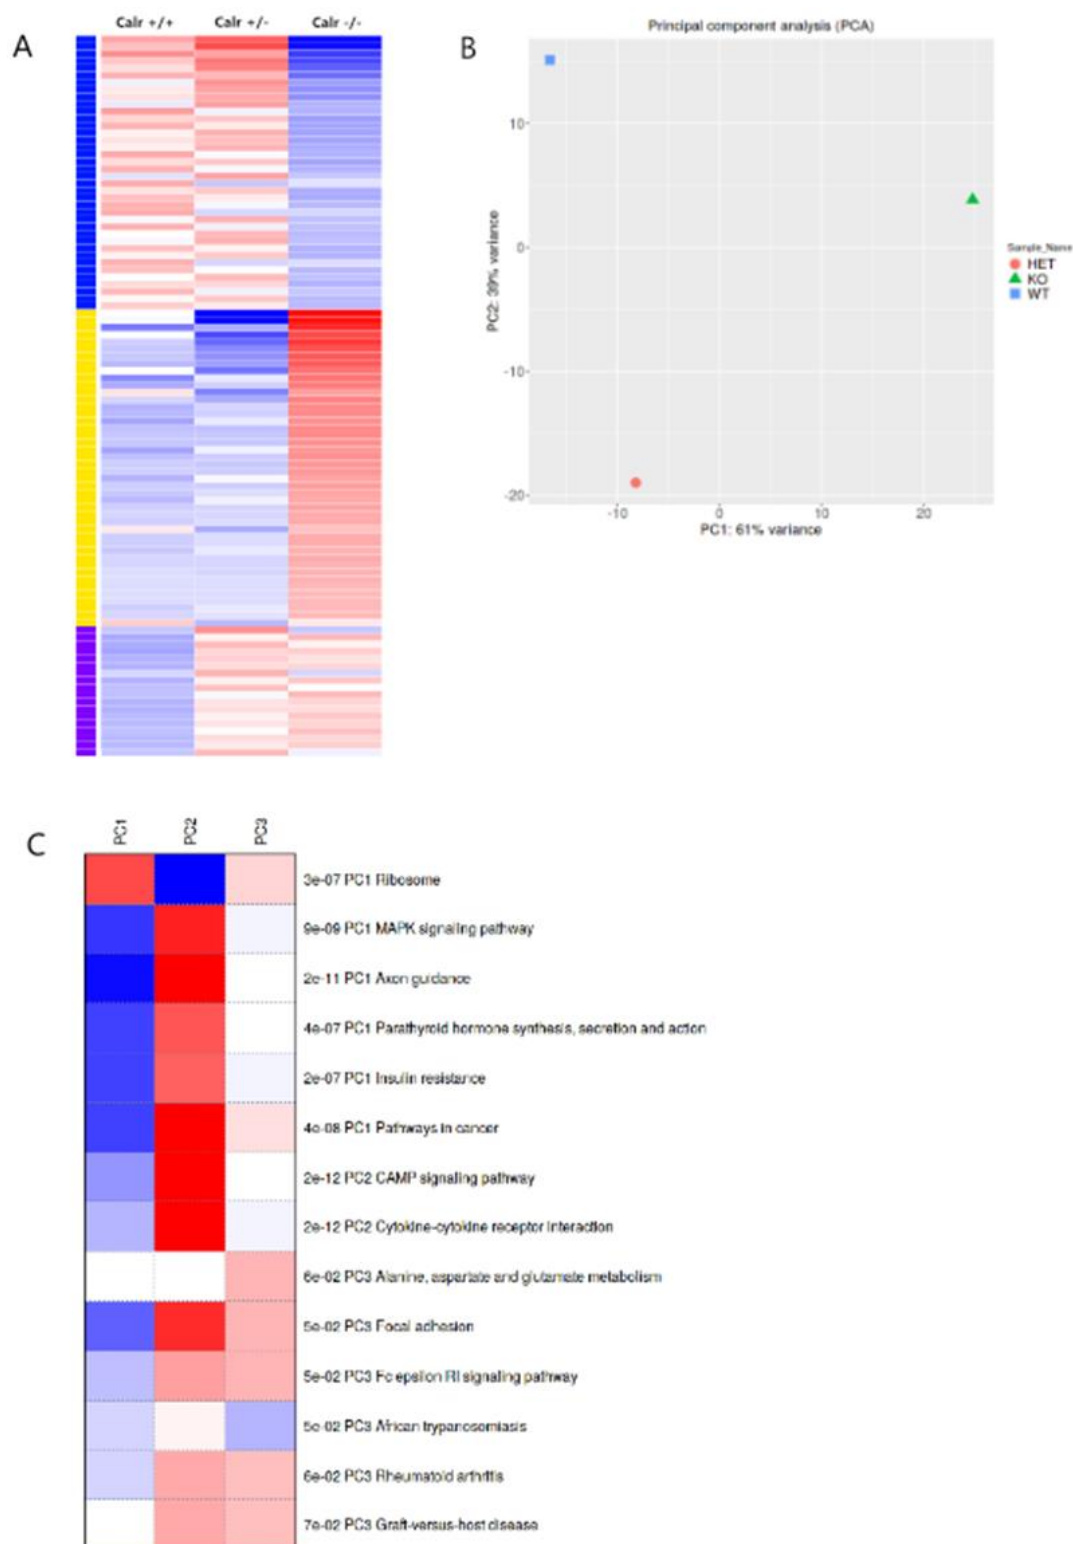 A
Calr +/+ Calr +/- Calr -/-
B
Principal component analysis (PCA)
PC2: 39% variance
10
0
-10
-20
-10 0 10 20
PC1: 61% variance
Sample_Name
HET
KO
WT
C
PC1 PC2 PC3
3e-07 PC1 Ribosome
9e-09 PC1 MAPK signaling pathway
2e-11 PC1 Axon guidance
4e-07 PC1 Parathyroid hormone synthesis, secretion and action
2e-07 PC1 Insulin resistance
4e-08 PC1 Pathways in cancer
2e-12 PC2 CAMP signaling pathway
2e-12 PC2 Cytokine-cytokine receptor interaction
6e-02 PC3 Alanine, aspartate and glutamate metabolism
5e-02 PC3 Focal adhesion
5e-02 PC3 Fc epsilon RI signaling pathway
5e-02 PC3 African trypanosomiasis
6e-02 PC3 Rheumatoid arthritis
7e-02 PC3 Graft-versus-host disease